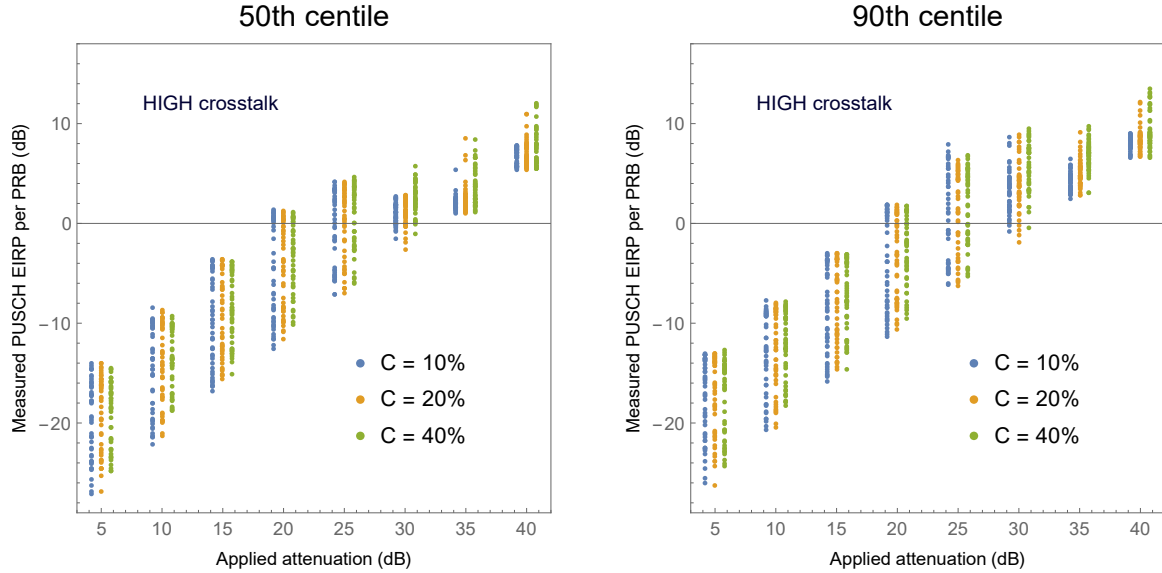 50th centile
Measured PUSCH EIRP per PRB (dB)
HIGH crosstalk
10
0
−10
−20
C = 10%
C = 20%
C = 40%
5 10 15 20 25 30 35 40
Applied attenuation (dB)
90th centile
Measured PUSCH EIRP per PRB (dB)
HIGH crosstalk
10
0
−10
−20
C = 10%
C = 20%
C = 40%
5 10 15 20 25 30 35 40
Applied attenuation (dB)